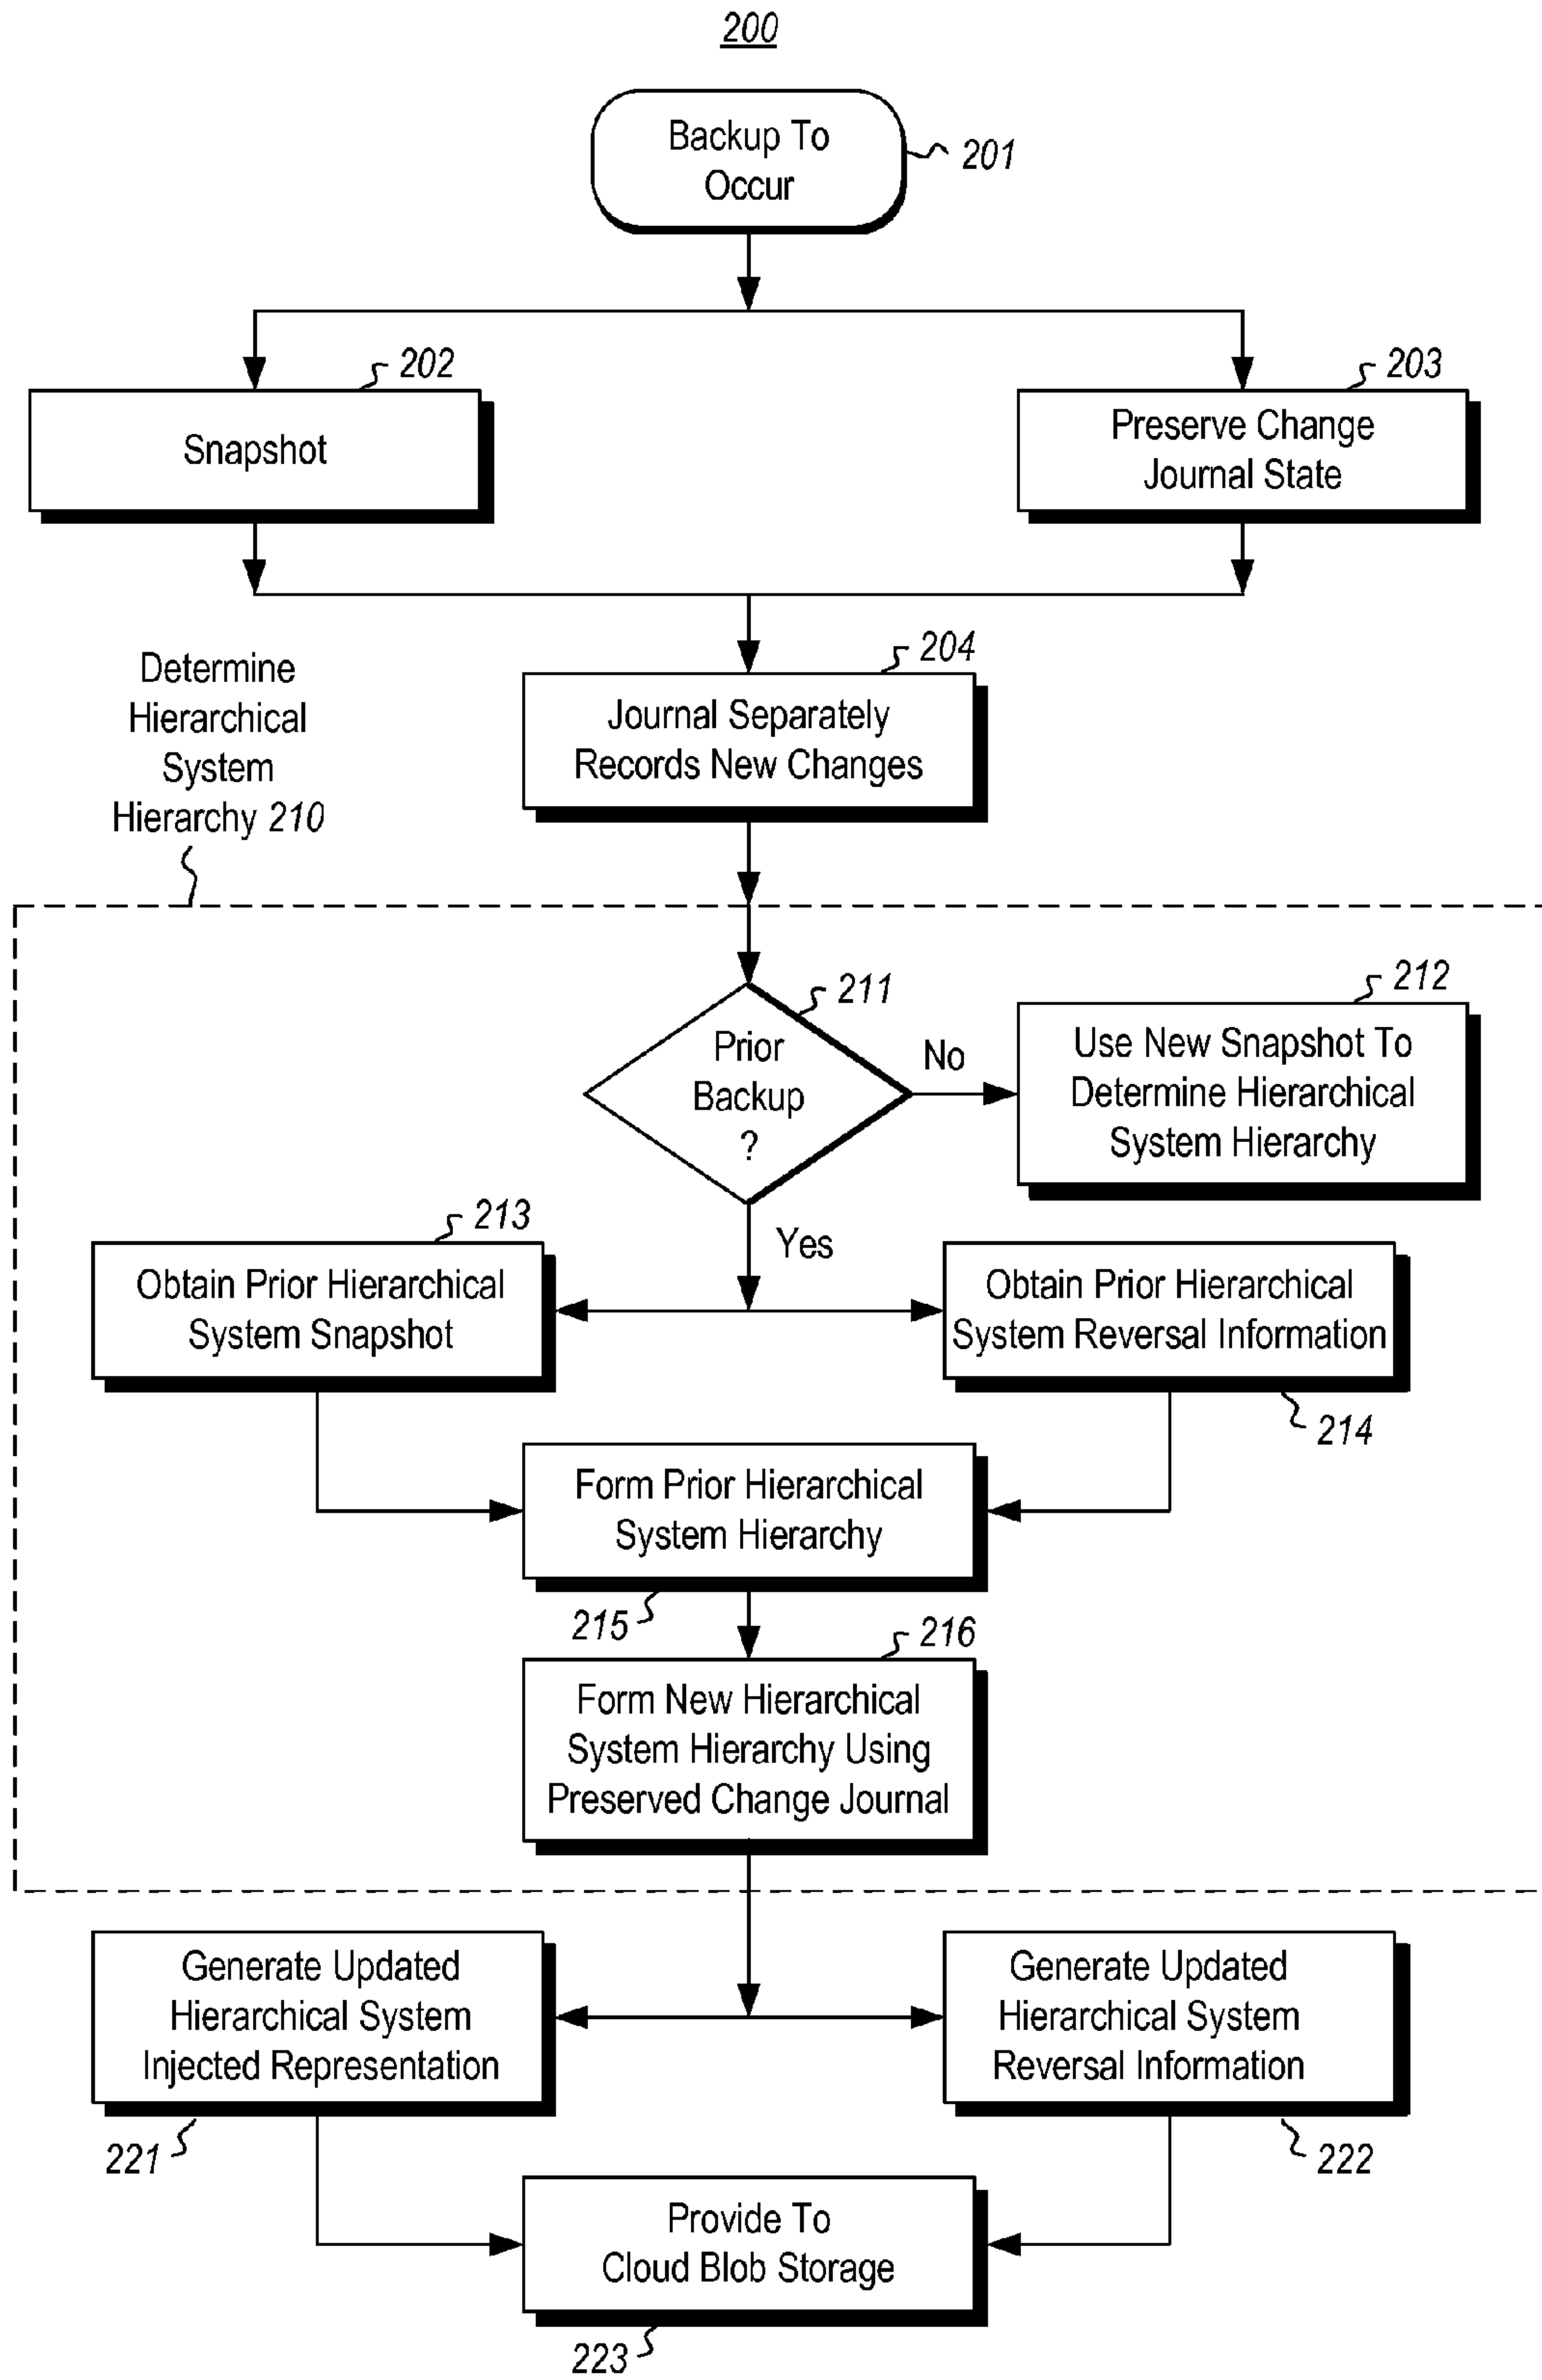 200
Backup To
Occur
201
202
Snapshot
203
Preserve Change
Journal State
204
Journal Separately
Records New Changes
Determine
Hierarchical
System
Hierarchy 210
211
Prior
Backup
?
No
212
Use New Snapshot To
Determine Hierarchical
System Hierarchy
Yes
213
Obtain Prior Hierarchical
System Snapshot
Obtain Prior Hierarchical
System Reversal Information
214
Form Prior Hierarchical
System Hierarchy
215
216
Form New Hierarchical
System Hierarchy Using
Preserved Change Journal
Generate Updated
Hierarchical System
Injected Representation
221
Generate Updated
Hierarchical System
Reversal Information
222
Provide To
Cloud Blob Storage
223